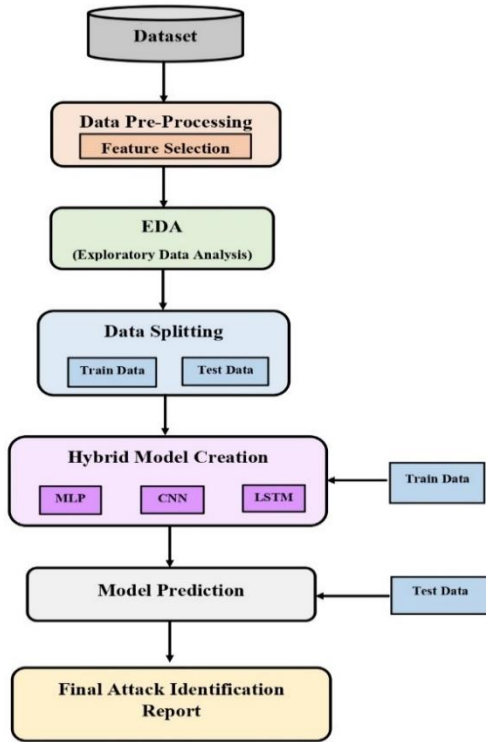 Dataset
Data Pre-Processing
Feature Selection
EDA
(Exploratory Data Analysis)
Data Splitting
Train Data
Test Data
Hybrid Model Creation
MLP
CNN
LSTM
Train Data
Model Prediction
Test Data
Final Attack Identification
Report